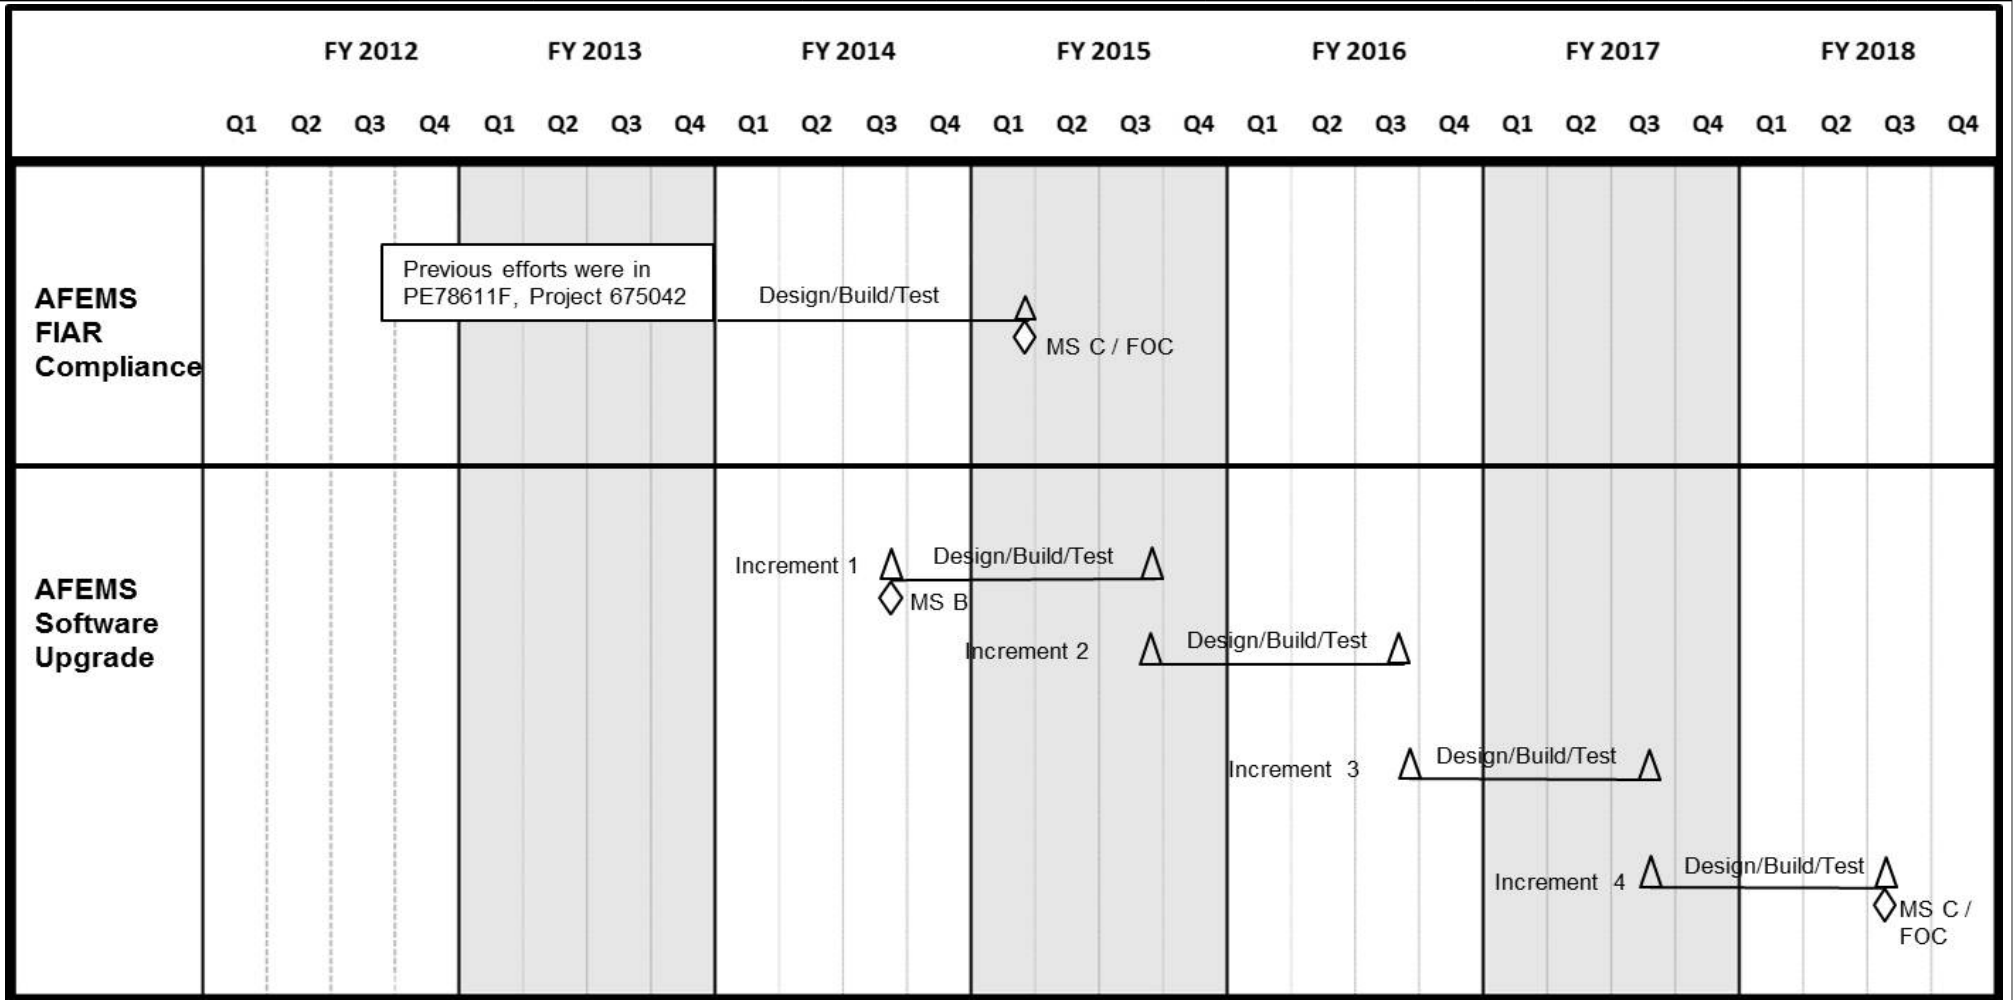 FY 2012 FY 2013 FY 2014 FY 2015 FY 2016 FY 2017 FY 2018
Q1 Q2 Q3 Q4 Q1 Q2 Q3 Q4 Q1 Q2 Q3 Q4 Q1 Q2 Q3 Q4 Q1 Q2 Q3 Q4 Q1 Q2 Q3 Q4 Q1 Q2 Q3 Q4
AFEMS
FIAR
Compliance
Previous efforts were in
PE78611F, Project 675042
Design/Build/Test
MS C / FOC
AFEMS
Software
Upgrade
Increment 1
Design/Build/Test
MS B
Increment 2
Design/Build/Test
Increment 3
Design/Build/Test
Increment 4
Design/Build/Test
MS C /
FOC